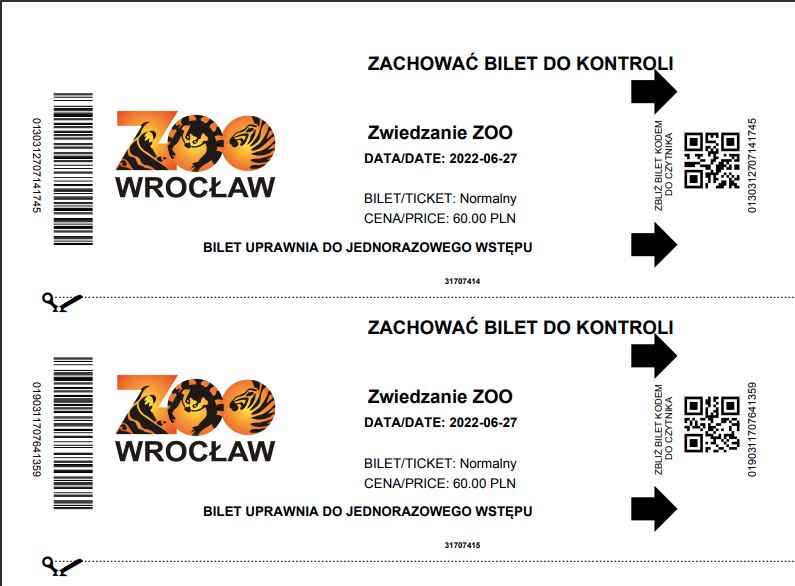 ZACHOWAĆ BILET DO KONTROLI
0130312707141745
ZOO
WROCŁAW
Zwiedzanie ZOO
DATA/DATE: 2022-06-27
BILET/TICKET: Normalny
CENA/PRICE: 60.00 PLN
BILET UPRAWNIA DO JEDNORAZOWEGO WSTĘPU
31707414
ZBLIŻ BILET KODEM
DO CZYTNIKA
0130312707141745
ZACHOWAĆ BILET DO KONTROLI
0190311707641359
ZOO
WROCŁAW
Zwiedzanie ZOO
DATA/DATE: 2022-06-27
BILET/TICKET: Normalny
CENA/PRICE: 60.00 PLN
BILET UPRAWNIA DO JEDNORAZOWEGO WSTĘPU
31707415
ZBLIŻ BILET KODEM
DO CZYTNIKA
0190311707641359